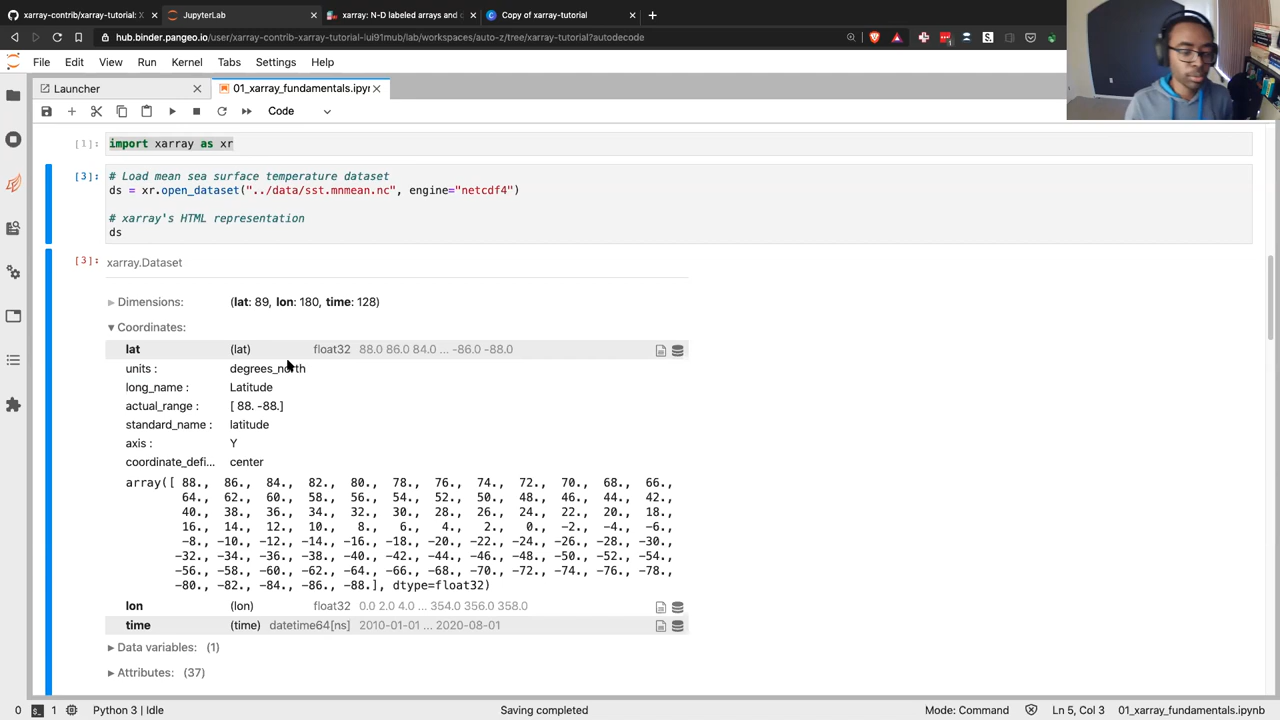 xarray-contrib/xarray-tutorial: X
JupyterLab
xarray: N-D labeled arrays and d
Copy of xarray-tutorial
hub.binder.pangeo.io/user/xarray-contrib-xarray-tutorial-lui91mub/lab/workspaces/auto-z/tree/xarray-tutorial?autodecode
File Edit View Run Kernel Tabs Settings Help
Launcher
01_xarray_fundamentals.ipyr
Code
[1]: import xarray as xr
[3]: # Load mean sea surface temperature dataset
ds = xr.open_dataset("../data/sst.mnmean.nc", engine="netcdf4")
# xarray's HTML representation
ds
[3]: xarray.Dataset
Dimensions: (lat: 89, lon: 180, time: 128)
Coordinates:
lat (lat) float32 88.0 86.0 84.0 ... -86.0 -88.0
units : degrees_north
long_name : Latitude
actual_range : [ 88. -88.]
standard_name : latitude
axis : Y
coordinate_defi... center
array([ 88., 86., 84., 82., 80., 78., 76., 74., 72., 70., 68., 66.,
64., 62., 60., 58., 56., 54., 52., 50., 48., 46., 44., 42.,
40., 38., 36., 34., 32., 30., 28., 26., 24., 22., 20., 18.,
16., 14., 12., 10., 8., 6., 4., 2., 0., -2., -4., -6.,
-8., -10., -12., -14., -16., -18., -20., -22., -24., -26., -28., -30.,
-32., -34., -36., -38., -40., -42., -44., -46., -48., -50., -52., -54.,
-56., -58., -60., -62., -64., -66., -68., -70., -72., -74., -76., -78.,
-80., -82., -84., -86., -88.], dtype=float32)
lon (lon) float32 0.0 2.0 4.0 ... 354.0 356.0 358.0
time (time) datetime64[ns] 2010-01-01 ... 2020-08-01
Data variables: (1)
Attributes: (37)
0 1 Python 3 | Idle Saving completed Mode: Command Ln 5, Col 3 01_xarray_fundamentals.ipynb